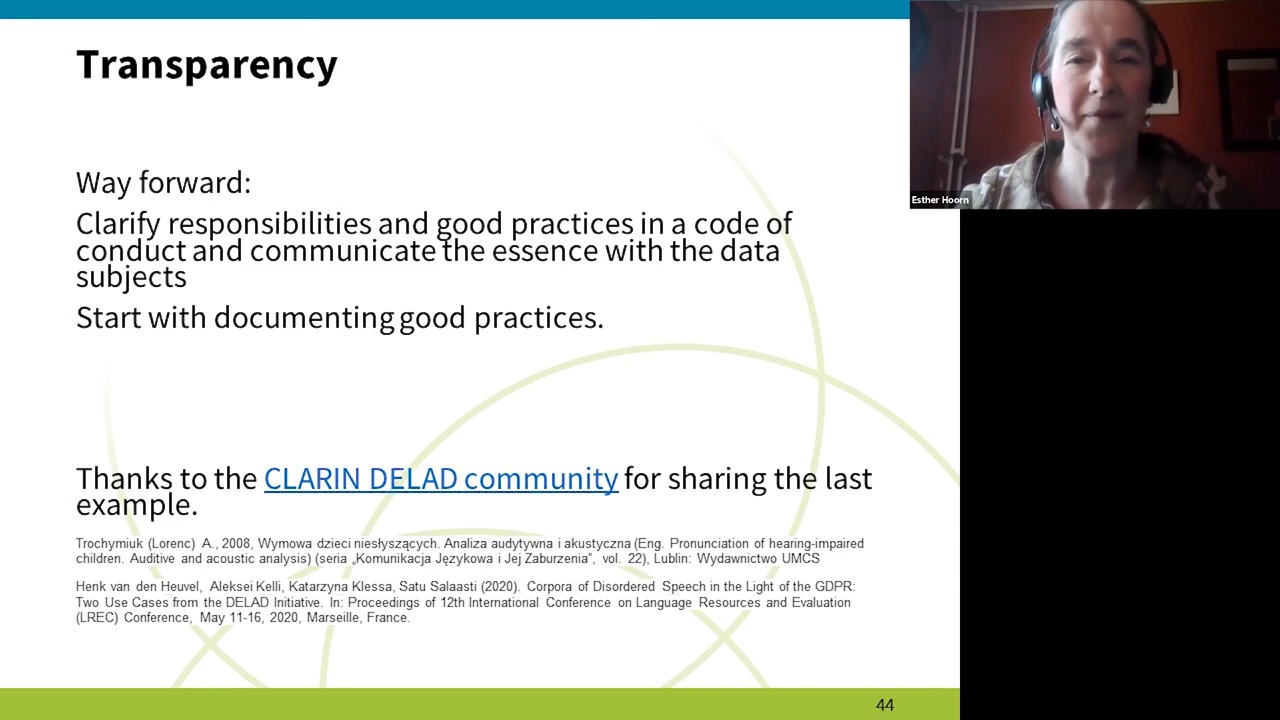 Transparency
Esther Hoorn
Way forward:
Clarify responsibilities and good practices in a code of
conduct and communicate the essence with the data
subjects
Start with documenting good practices.
Thanks to the CLARIN DELAD community for sharing the last
example.
Trochymiuk (Lorenc) A., 2008, Wymowa dzieci niesłyszących. Analiza audytywna i akustyczna (Eng. Pronunciation of hearing-impaired
children. Auditive and acoustic analysis) (seria „Komunikacja Językowa i Jej Zaburzenia”, vol. 22), Lublin: Wydawnictwo UMCS
Henk van den Heuvel, Aleksei Kelli, Katarzyna Klessa, Satu Salaasti (2020). Corpora of Disordered Speech in the Light of the GDPR:
Two Use Cases from the DELAD Initiative. In: Proceedings of 12th International Conference on Language Resources and Evaluation
(LREC) Conference, May 11-16, 2020, Marseille, France.
44